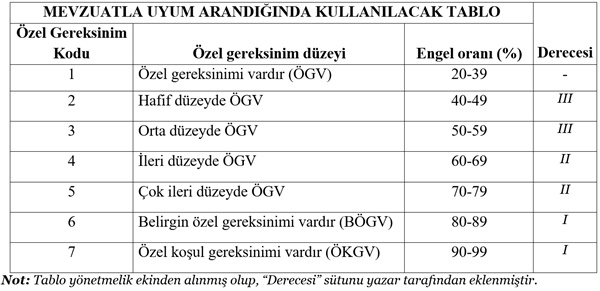 MEVZUATLA UYUM ARANDIĞINDA KULLANILACAK TABLO
Özel Gereksinim Kodu Özel gereksinim düzeyi Engel oranı (%) Derecesi
1 Özel gereksinimi vardır (ÖGV) 20-39 -
2 Hafif düzeyde ÖGV 40-49 III
3 Orta düzeyde ÖGV 50-59 III
4 İleri düzeyde ÖGV 60-69 II
5 Çok ileri düzeyde ÖGV 70-79 II
6 Belirgin özel gereksinimi vardır (BÖGV) 80-89 I
7 Özel koşul gereksinimi vardır (ÖKGV) 90-99 I
Not: Tablo yönetmelik ekinden alınmış olup, “Derecesi” sütunu yazar tarafından eklenmiştir.